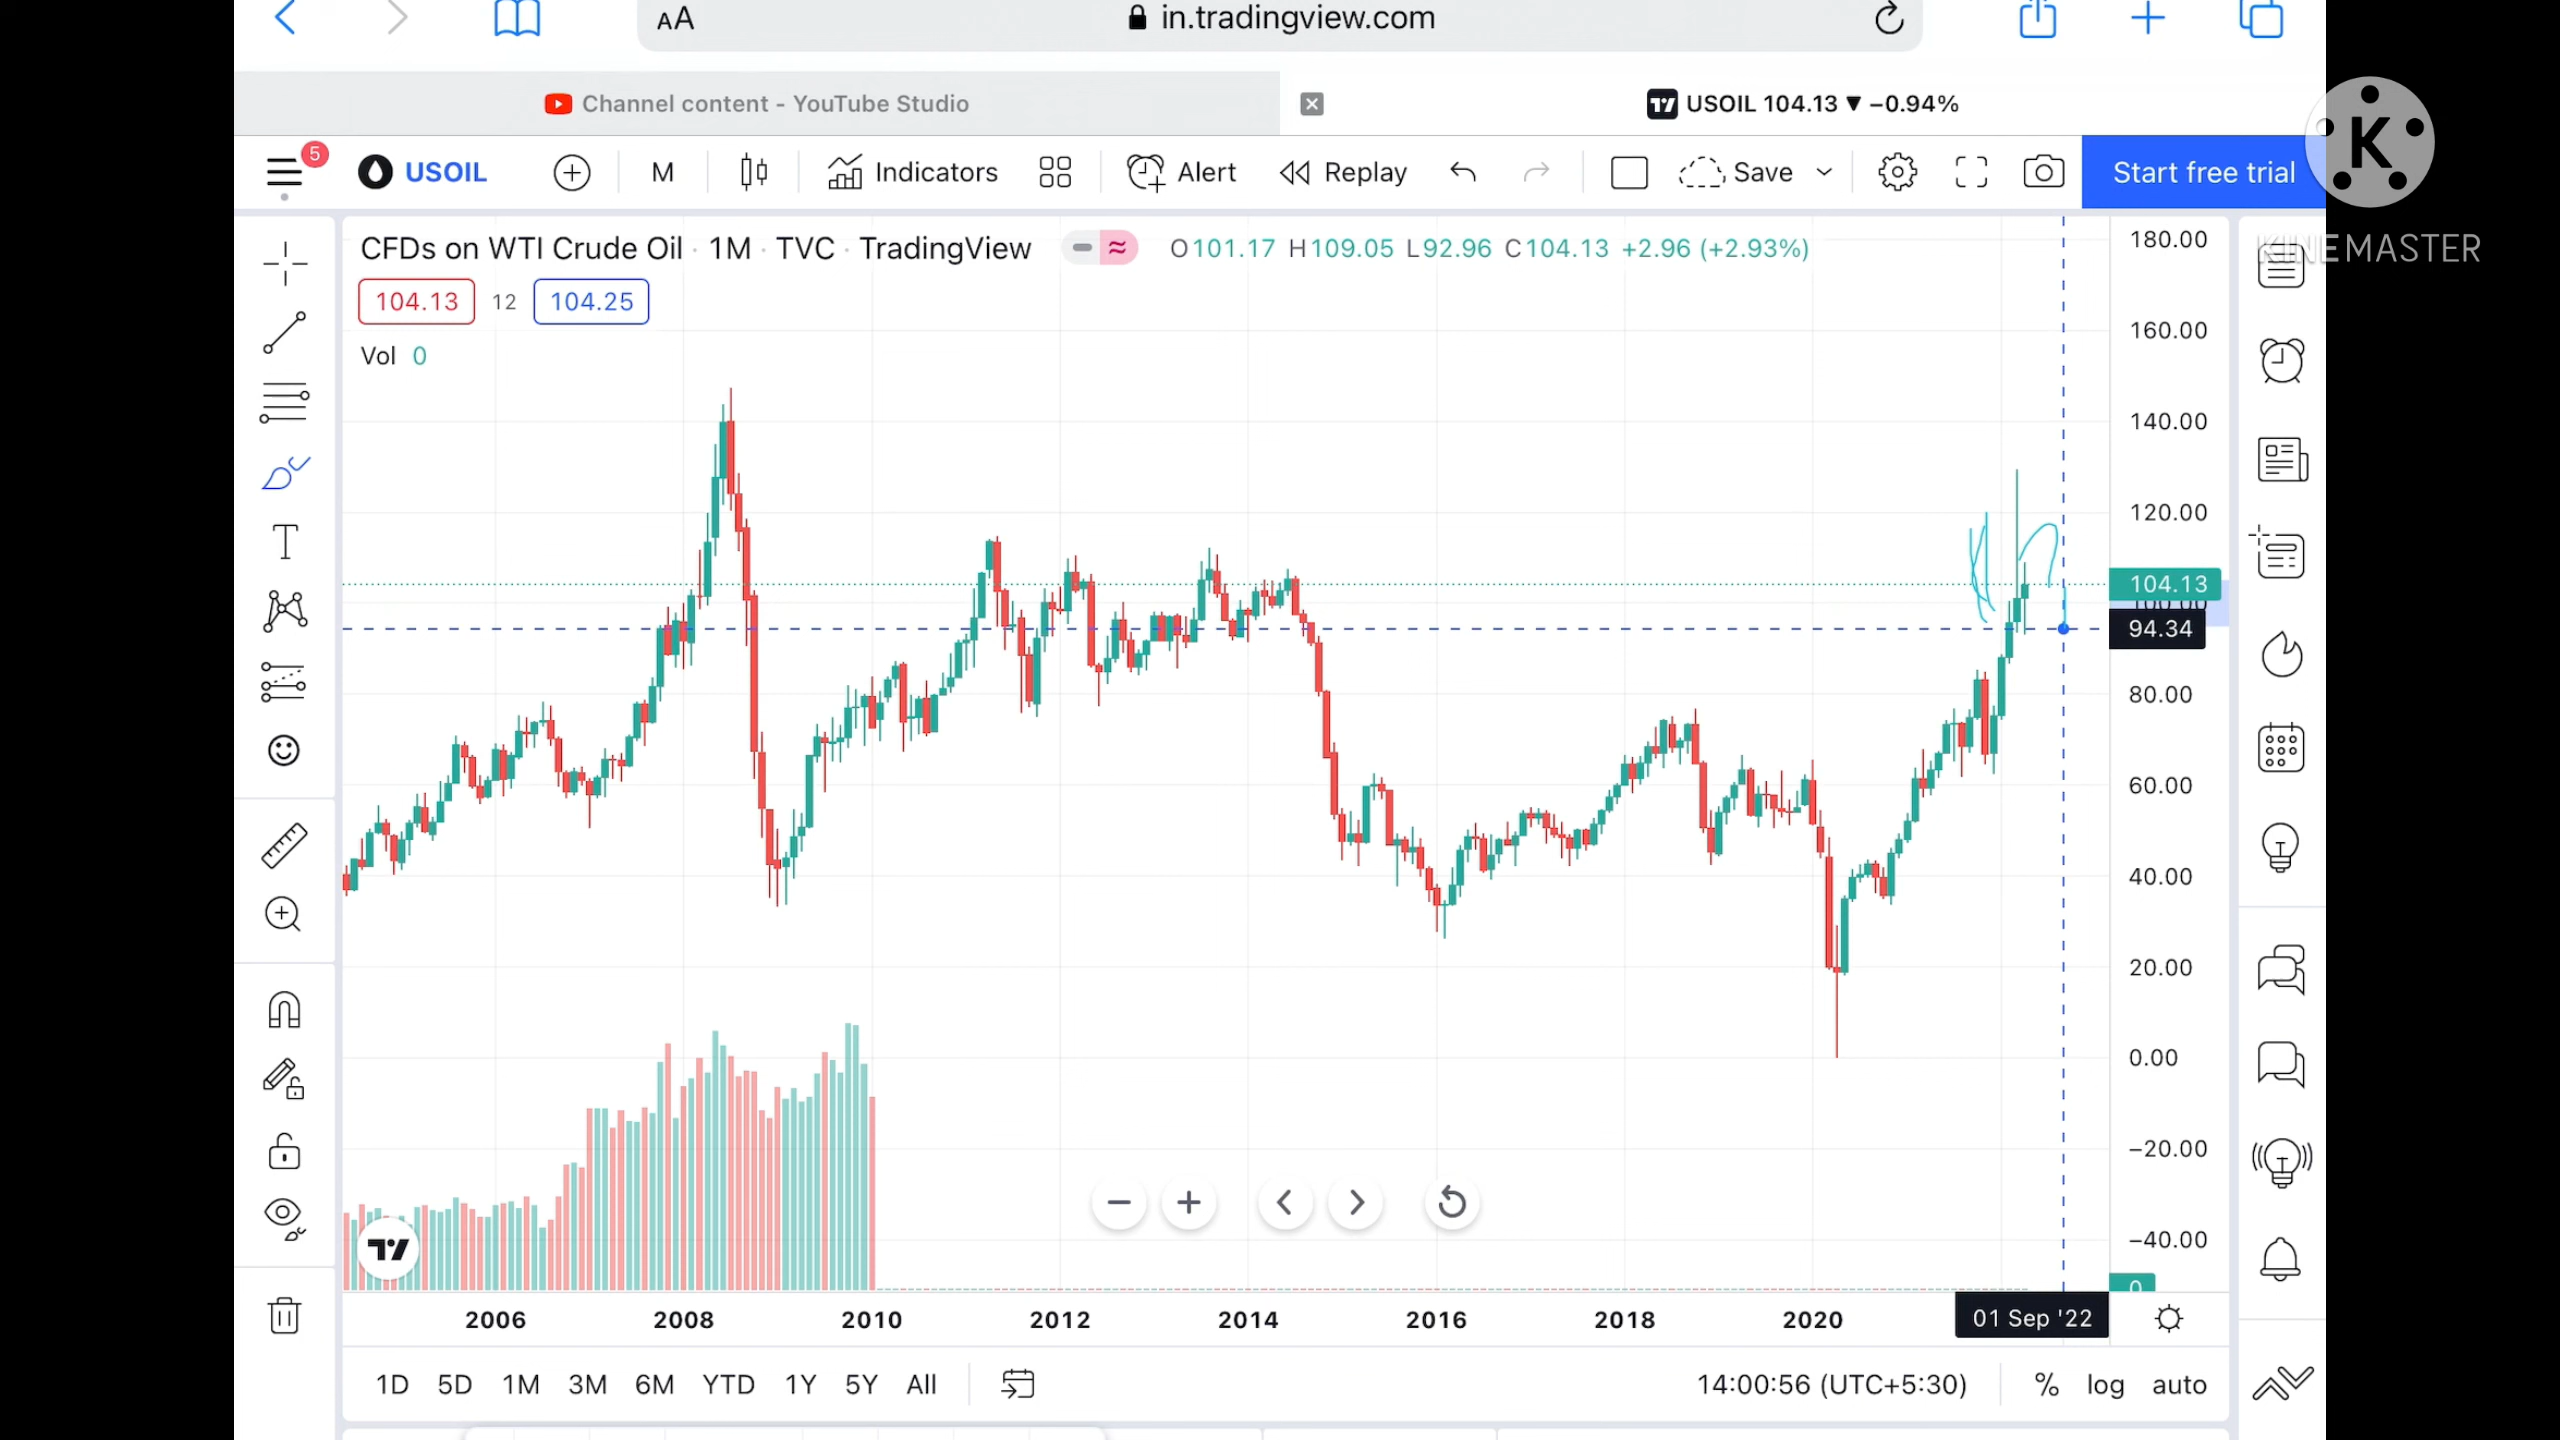 AA in.tradingview.com
Channel content - YouTube Studio
USOIL 104.13 ▼ −0.94%
5 USOIL M Indicators Alert Replay Save Start free trial
K
KINEMASTER
CFDs on WTI Crude Oil · 1M · TVC · TradingView O101.17 H109.05 L92.96 C104.13 +2.96 (+2.93%)
104.13 12 104.25
Vol 0
180.00
160.00
140.00
120.00
104.13
100.00
94.34
80.00
60.00
40.00
20.00
0.00
−20.00
−40.00
0
2006 2008 2010 2012 2014 2016 2018 2020 01 Sep '22
1D 5D 1M 3M 6M YTD 1Y 5Y All 14:00:56 (UTC+5:30) % log auto